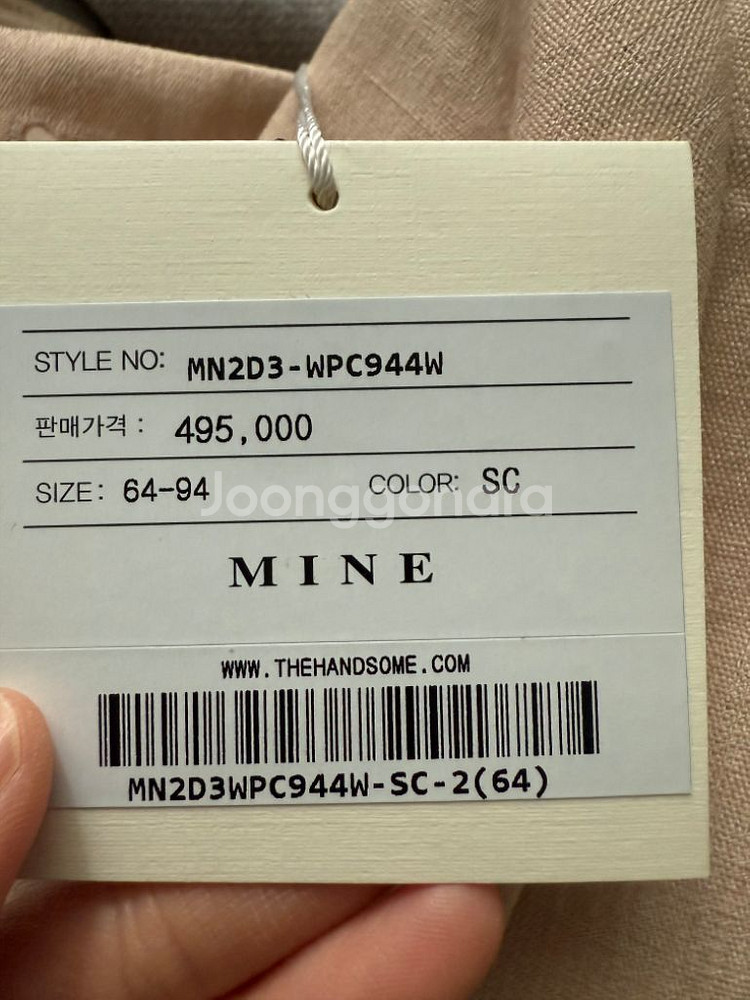 STYLE NO: MN2D3-WPC944W
판매가격 : 495,000
SIZE: 64-94 COLOR: SC
Joonggonara
MINE
WWW.THEHANDSOME.COM
MN2D3WPC944W-SC-2(64)